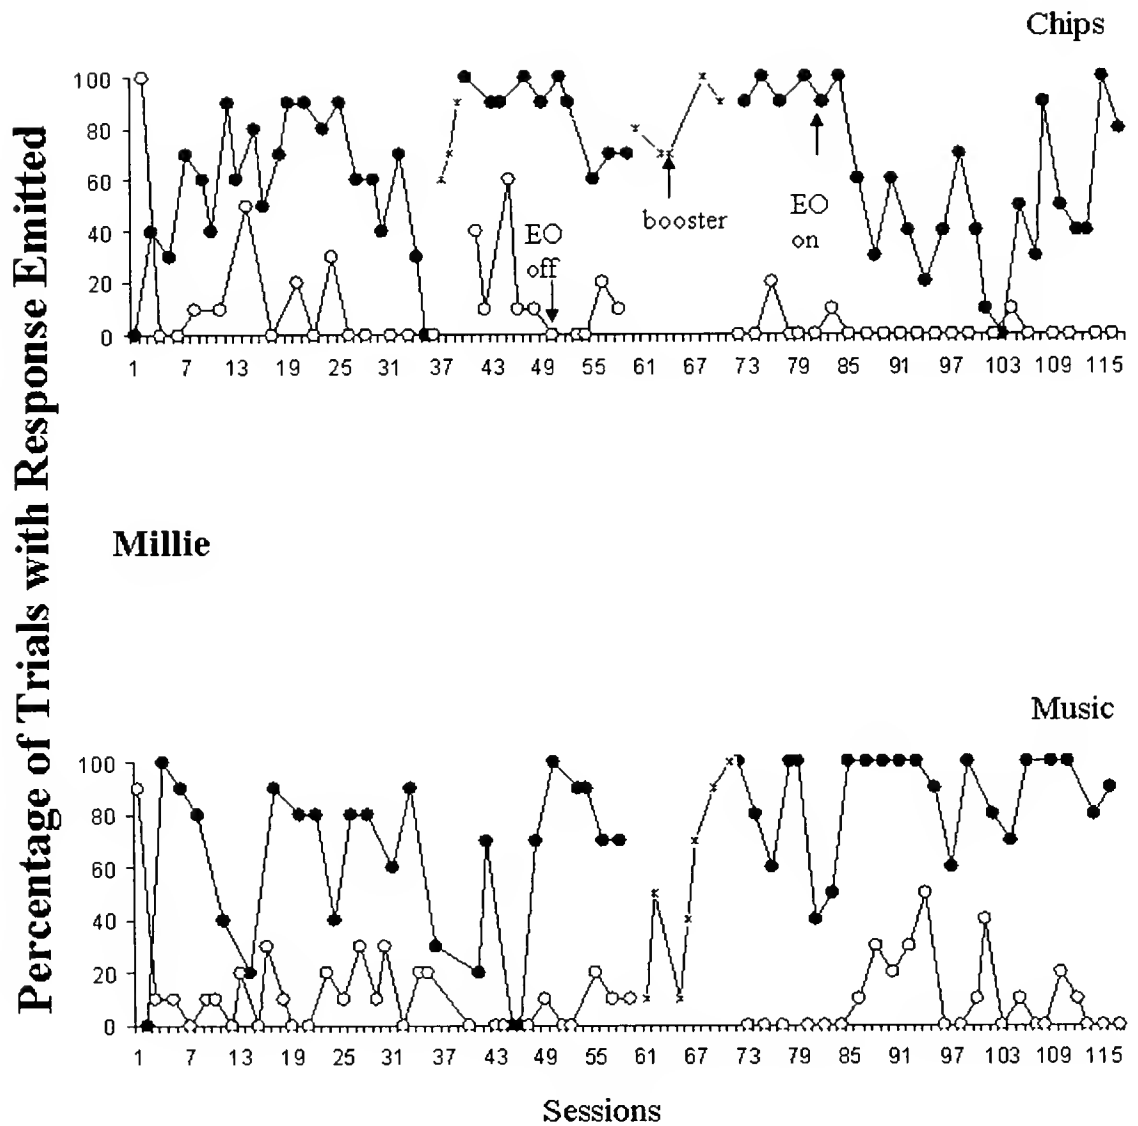 Chips
Percentage of Trials with Response Emitted
100
80
60
40
20
0
EO
off
booster
EO
on
1 7 13 19 25 31 37 43 49 55 61 67 73 79 85 91 97 103 109 115
Millie
Music
100
80
60
40
20
0
1 7 13 19 25 31 37 43 49 55 61 67 73 79 85 91 97 103 109 115
Sessions